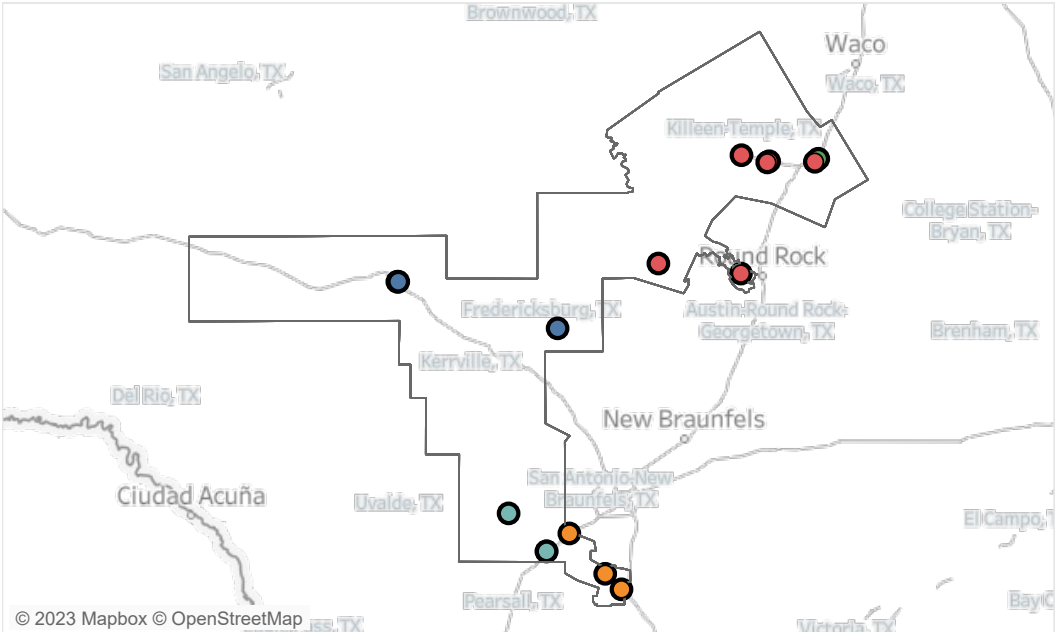 Brownwood, TX
Waco
San Angelo, TX
Waco, TX
Killeen-Temple, TX
College Station-
Bryan, TX
Round Rock
Fredericksburg, TX
Austin-Round Rock-
Georgetown, TX
Brenham, TX
Kerrville, TX
Del Rio, TX
New Braunfels
San Antonio-New
Braunfels, TX
Ciudad Acuña
Uvalde, TX
El Campo,
Pearsall, TX
Bay
© 2023 Mapbox © OpenStreetMap
Victoria, TX